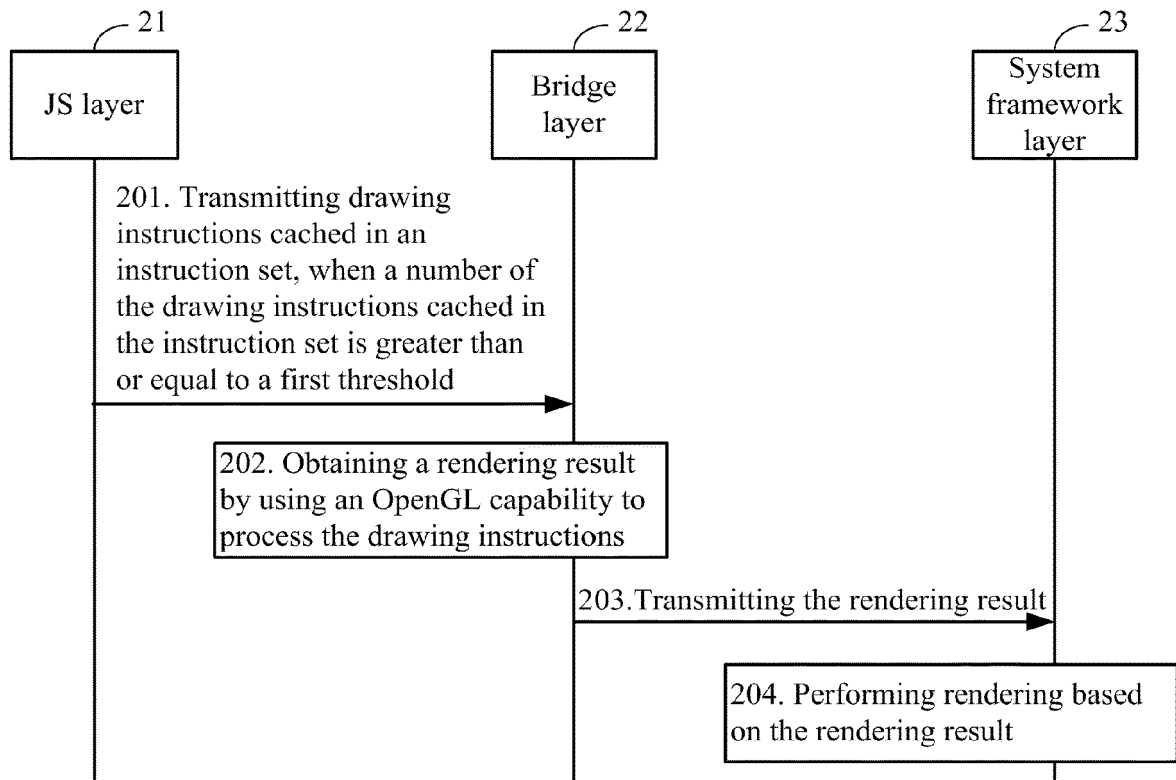 21
22
23
JS layer
Bridge
layer
System
framework
layer
201. Transmitting drawing
instructions cached in an
instruction set, when a number of
the drawing instructions cached in
the instruction set is greater than
or equal to a first threshold
202. Obtaining a rendering result
by using an OpenGL capability to
process the drawing instructions
203.Transmitting the rendering result
204. Performing rendering based
on the rendering result